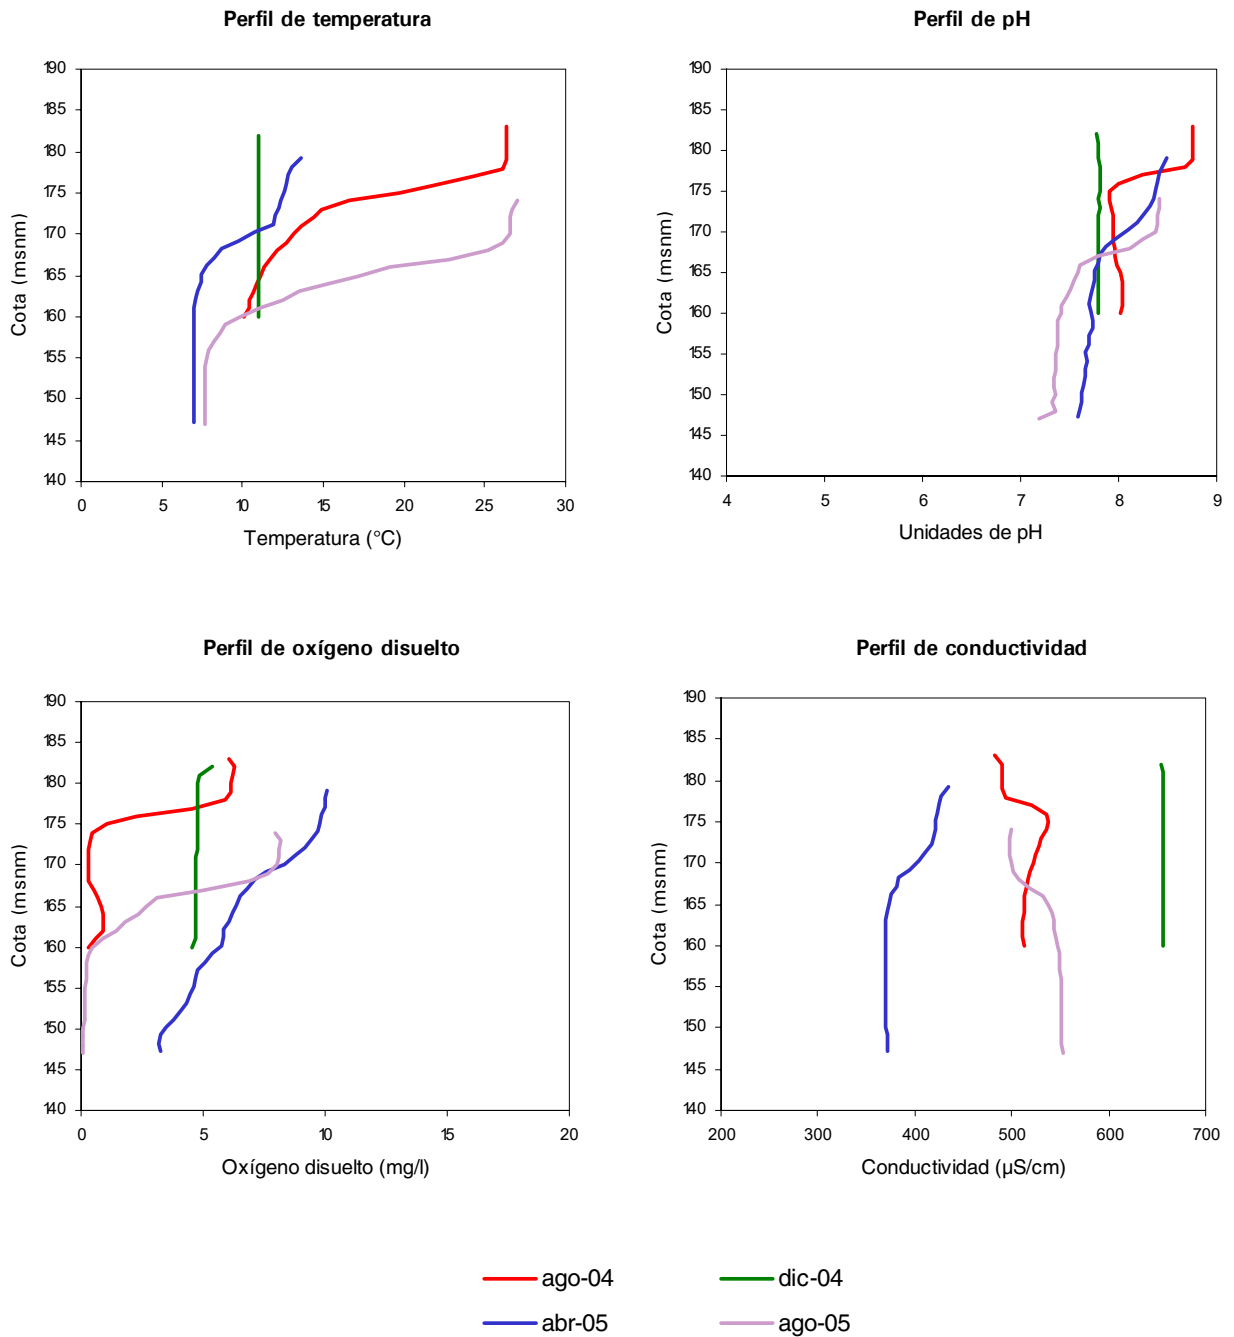 Perfil de temperatura
190
185
180
175
170
165
160
155
150
145
140
Cota (msnm)
0 5 10 15 20 25 30
Temperatura (°C)
Perfil de pH
190
185
180
175
170
165
160
155
150
145
140
Cota (msnm)
4 5 6 7 8 9
Unidades de pH
Perfil de oxígeno disuelto
190
185
180
175
170
165
160
155
150
145
140
Cota (msnm)
0 5 10 15 20
Oxígeno disuelto (mg/l)
Perfil de conductividad
190
185
180
175
170
165
160
155
150
145
140
Cota (msnm)
200 300 400 500 600 700
Conductividad (µS/cm)
ago-04 dic-04
abr-05 ago-05